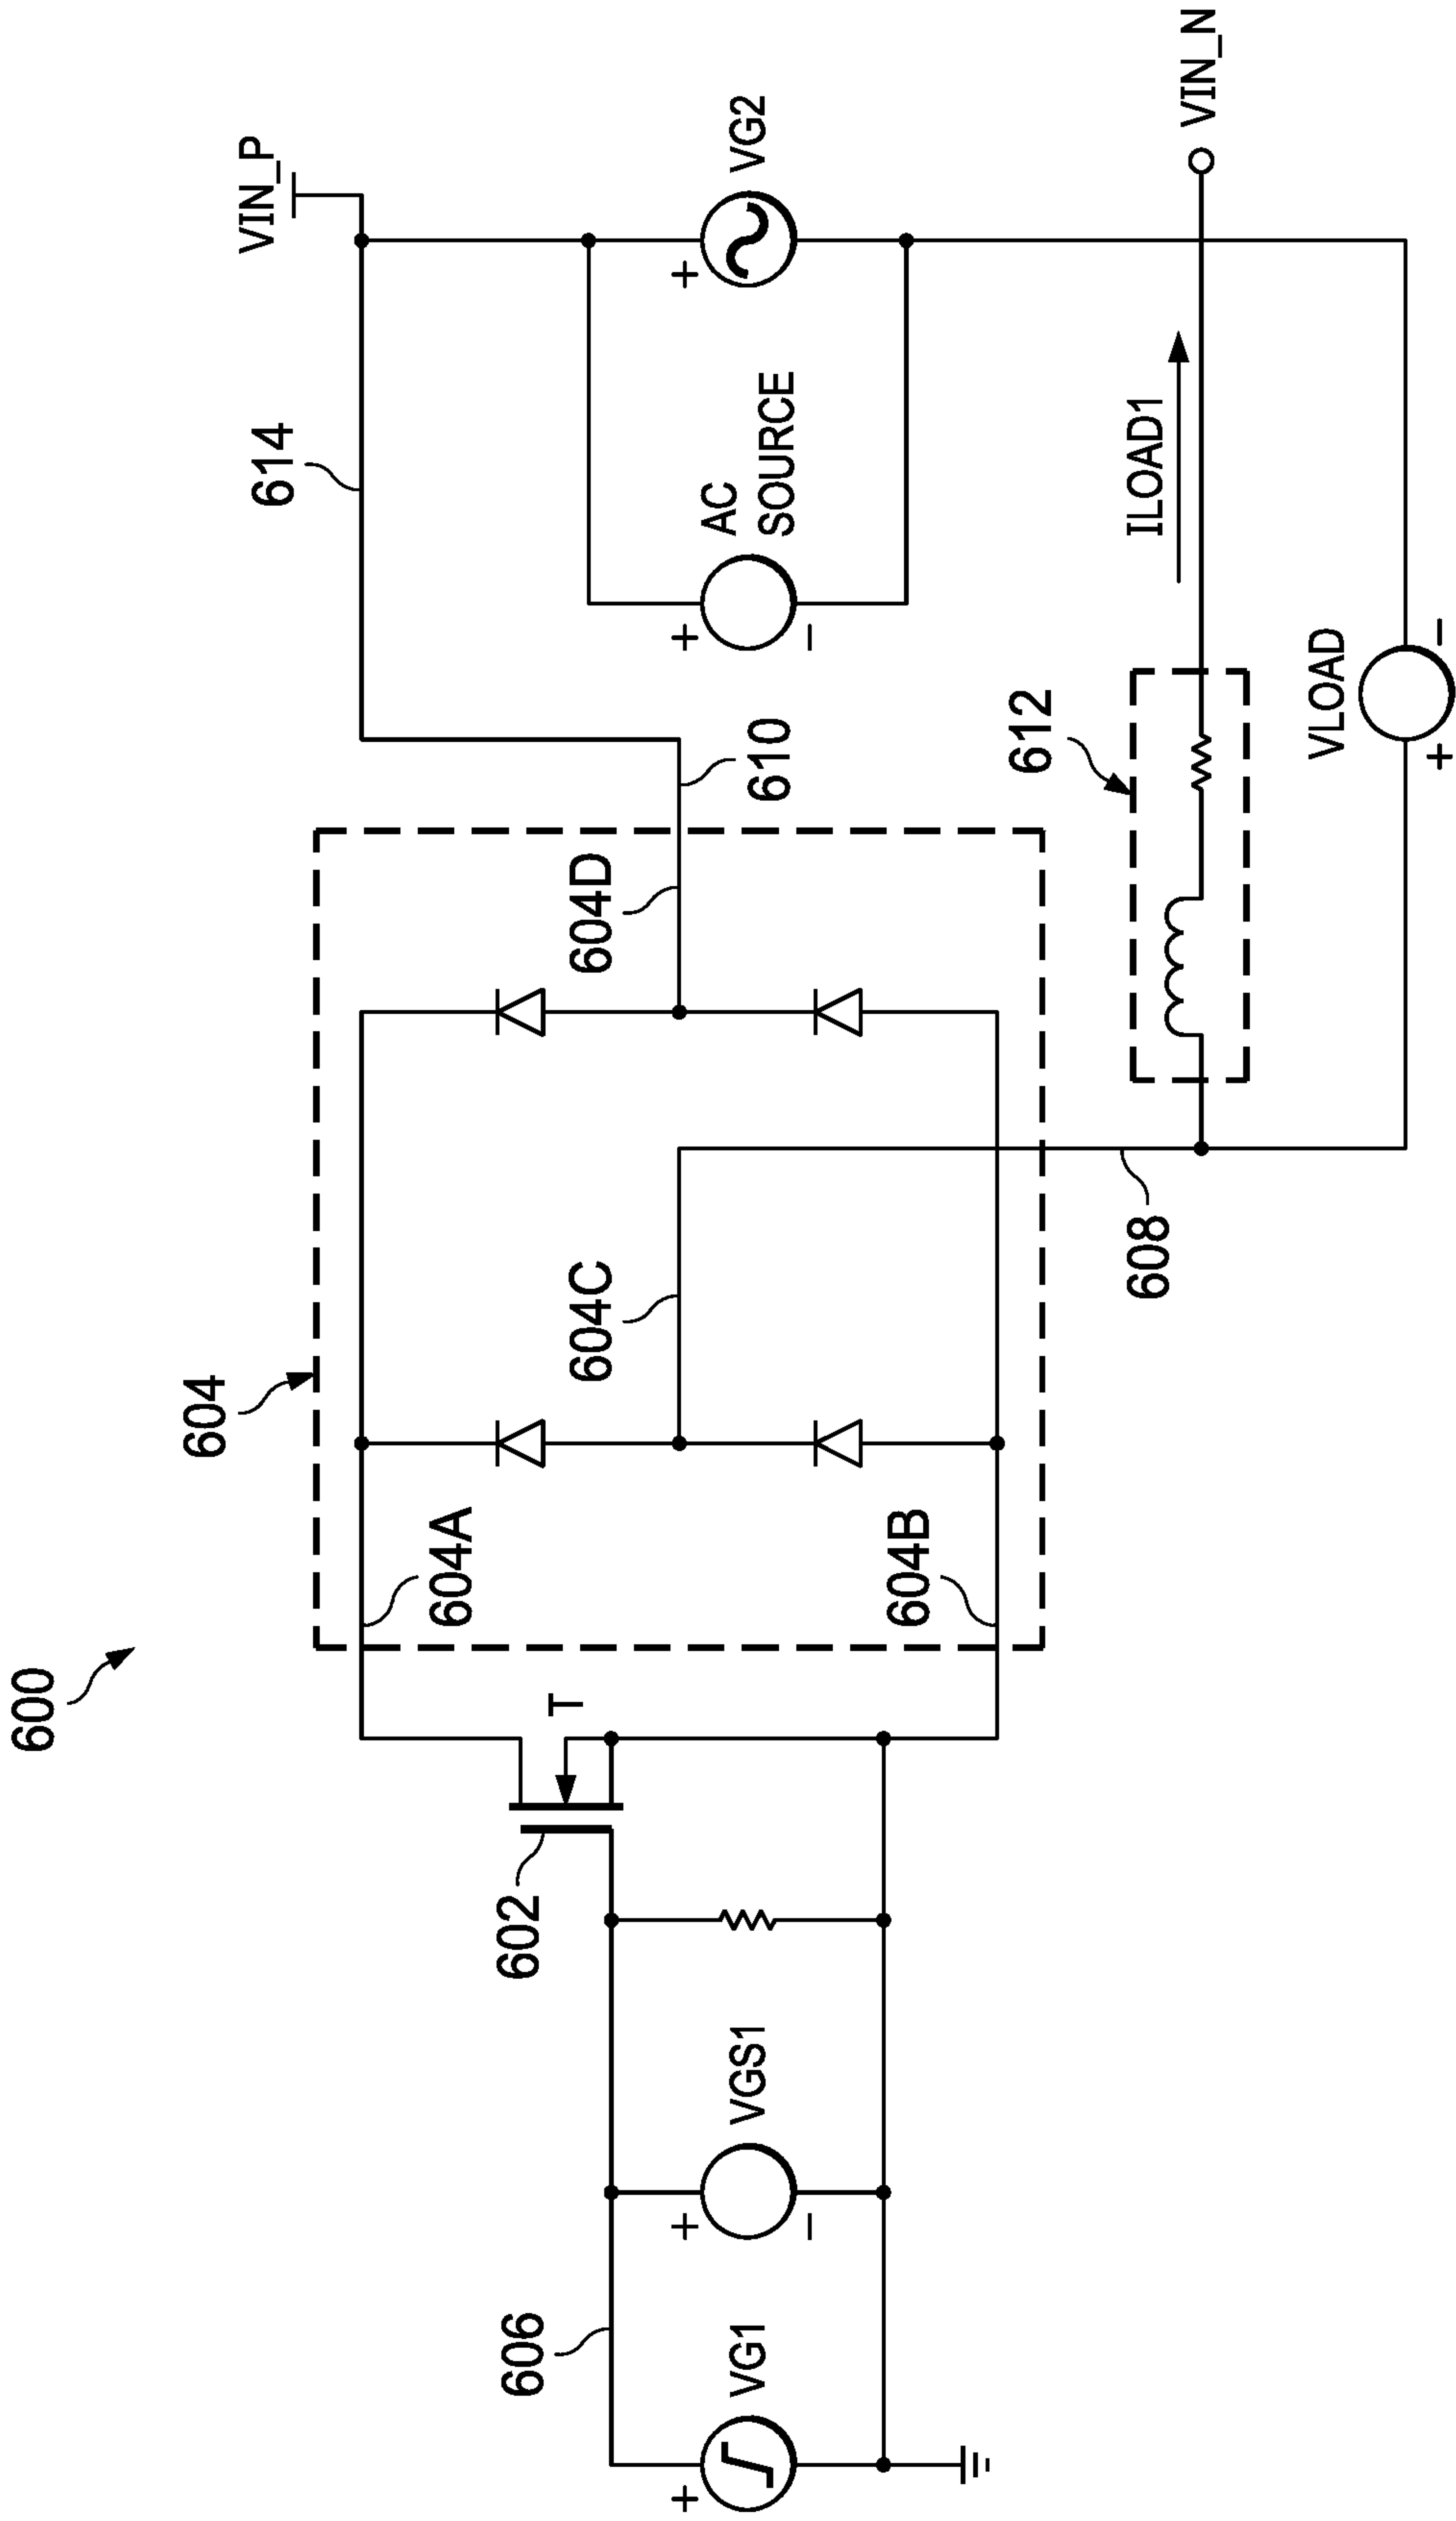 600
604
VIN_P
614
604A
604C
604D
610
VG2
+
AC
SOURCE
+
−
602
T
606
VG1
+
VGS1
+
−
604B
608
612
ILOAD1
VIN_N
VLOAD
+
−